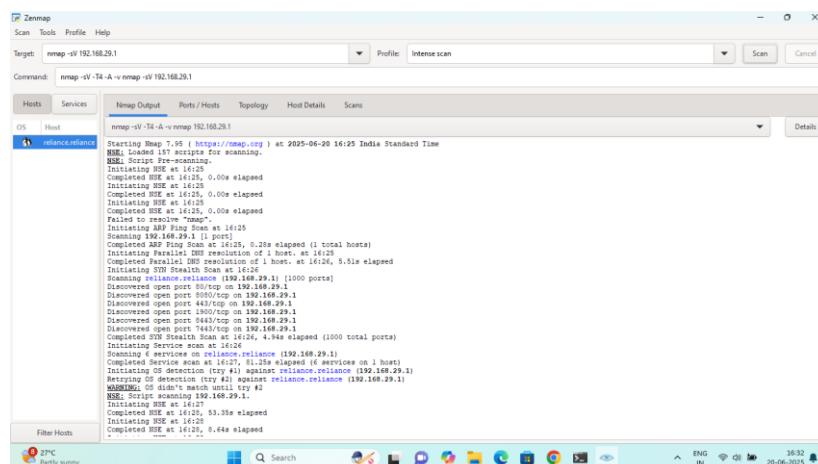 Zenmap
Scan Tools Profile Help
Target: nmap -sV 192.168.29.1 Profile: Intense scan Scan Cancel
Command: nmap -sV -T4 -A -v nmap -sV 192.168.29.1
Hosts Services Nmap Output Ports / Hosts Topology Host Details Scans
OS Host nmap -sV -T4 -A -v nmap 192.168.29.1 Details
reliance.reliance
Starting Nmap 7.95 ( https://nmap.org ) at 2025-06-20 16:25 India Standard Time
NSE: Loaded 157 scripts for scanning.
NSE: Script Pre-scanning.
Initiating NSE at 16:25
Completed NSE at 16:25, 0.00s elapsed
Initiating NSE at 16:25
Completed NSE at 16:25, 0.00s elapsed
Initiating NSE at 16:25
Completed NSE at 16:25, 0.00s elapsed
Failed to resolve "nmap".
Initiating ARP Ping Scan at 16:25
Scanning 192.168.29.1 [1 port]
Completed ARP Ping Scan at 16:25, 0.28s elapsed (1 total hosts)
Initiating Parallel DNS resolution of 1 host. at 16:25
Completed Parallel DNS resolution of 1 host. at 16:26, 5.51s elapsed
Initiating SYN Stealth Scan at 16:26
Scanning reliance.reliance (192.168.29.1) [1000 ports]
Discovered open port 80/tcp on 192.168.29.1
Discovered open port 8080/tcp on 192.168.29.1
Discovered open port 443/tcp on 192.168.29.1
Discovered open port 1900/tcp on 192.168.29.1
Discovered open port 8443/tcp on 192.168.29.1
Discovered open port 7443/tcp on 192.168.29.1
Completed SYN Stealth Scan at 16:26, 4.94s elapsed (1000 total ports)
Initiating Service scan at 16:26
Scanning 6 services on reliance.reliance (192.168.29.1)
Completed Service scan at 16:27, 81.25s elapsed (6 services on 1 host)
Initiating OS detection (try #1) against reliance.reliance (192.168.29.1)
Retrying OS detection (try #2) against reliance.reliance (192.168.29.1)
WARNING: OS didn't match until try #2
NSE: Script scanning 192.168.29.1.
Initiating NSE at 16:27
Completed NSE at 16:28, 53.35s elapsed
Initiating NSE at 16:28
Completed NSE at 16:28, 8.64s elapsed
Filter Hosts
8 27°C Search ENG 16:32
Partly sunny IN 20-06-2025